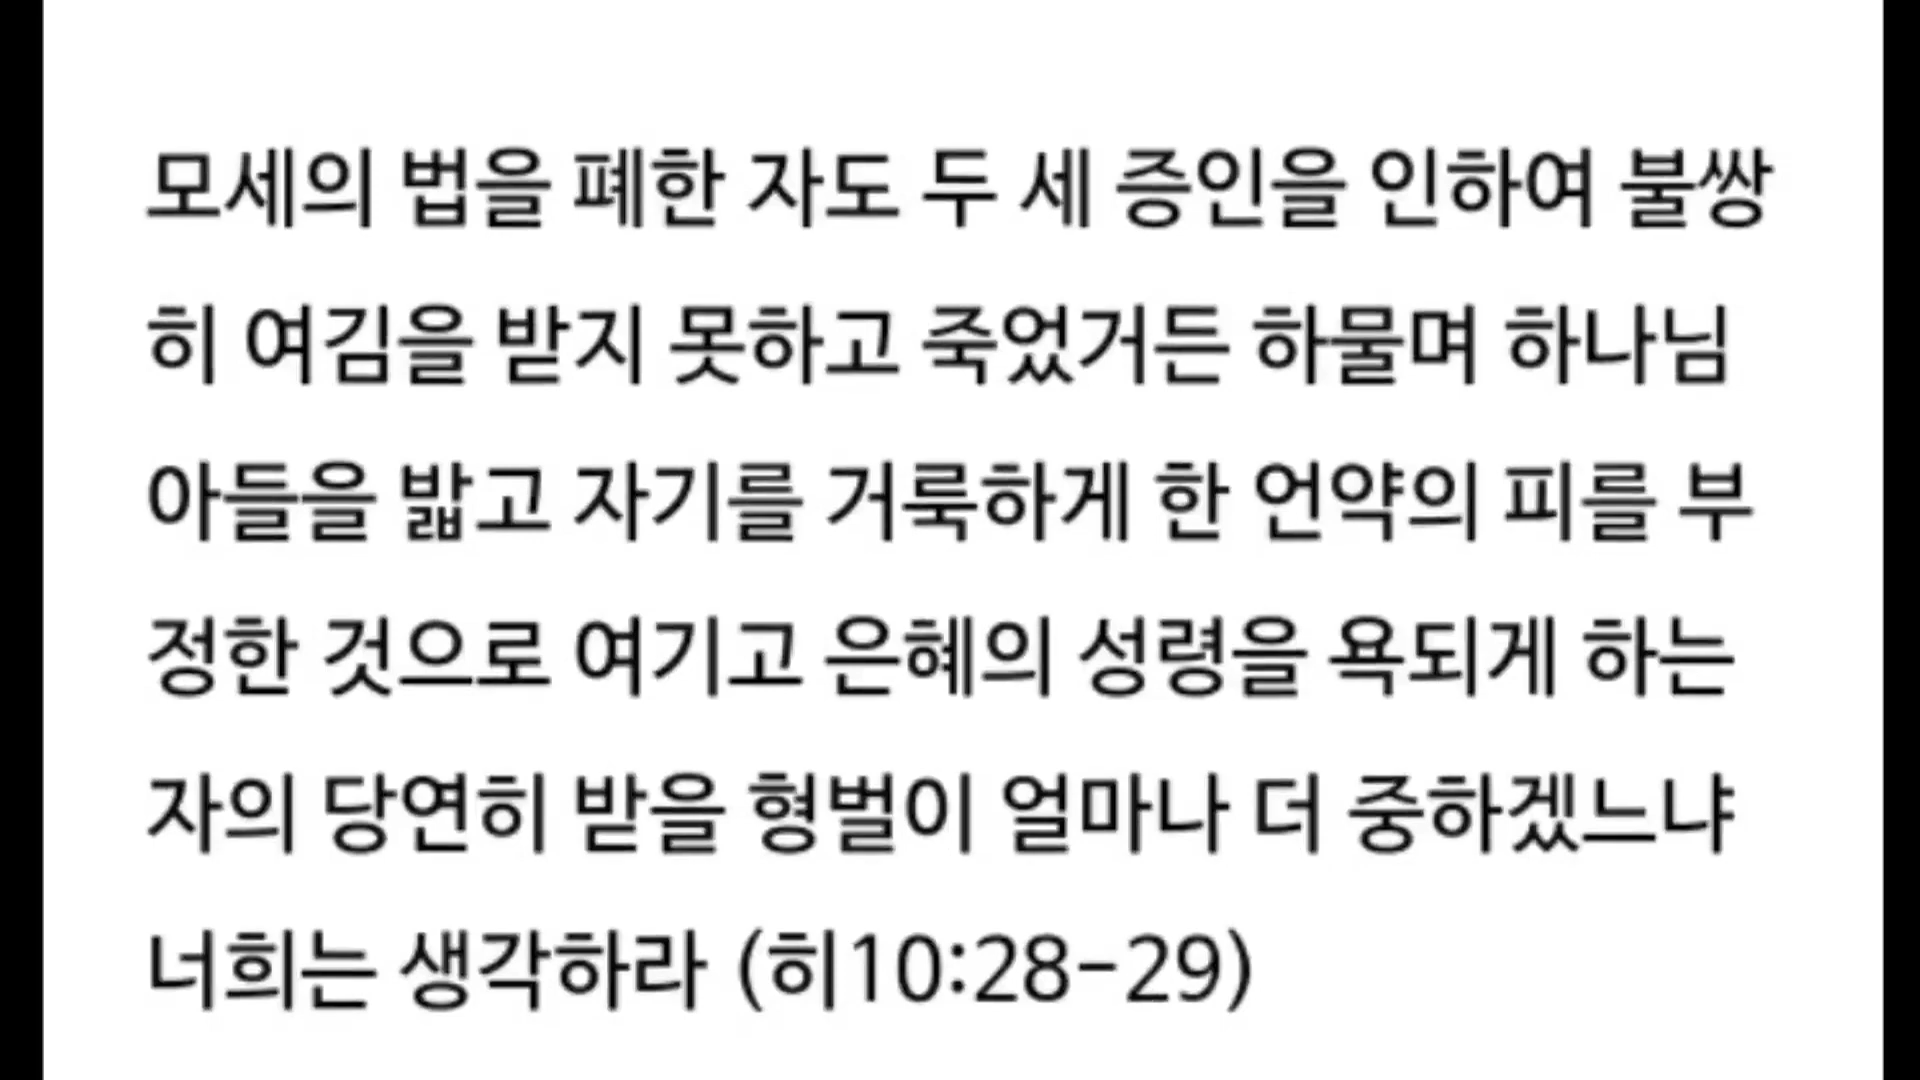 모세의 법을 폐한 자도 두 세 증인을 인하여 불쌍
히 여김을 받지 못하고 죽었거든 하물며 하나님
아들을 밟고 자기를 거룩하게 한 언약의 피를 부
정한 것으로 여기고 은혜의 성령을 욕되게 하는
자의 당연히 받을 형벌이 얼마나 더 중하겠느냐
너희는 생각하라 (히10:28-29)